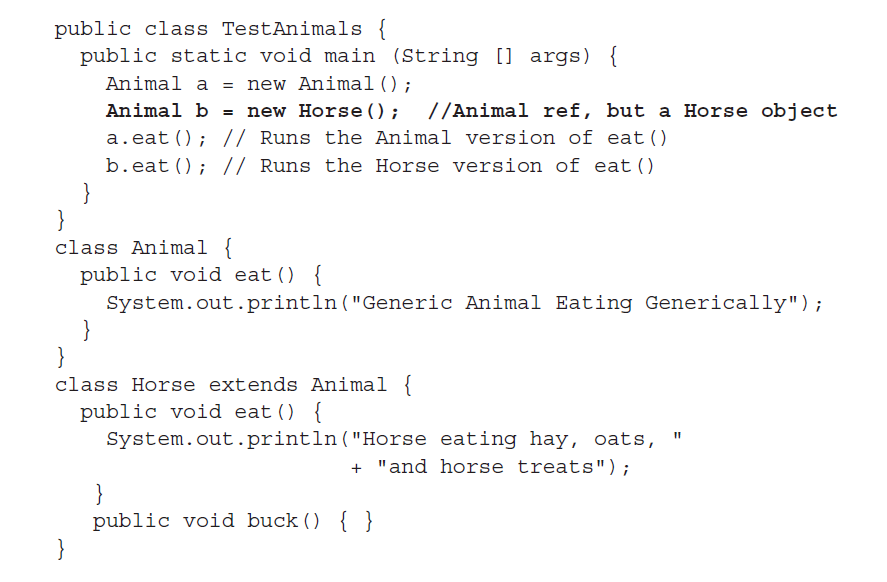 public class TestAnimals {
  public static void main (String [] args) {
    Animal a = new Animal();
    Animal b = new Horse();  //Animal ref, but a Horse object
    a.eat(); // Runs the Animal version of eat()
    b.eat(); // Runs the Horse version of eat()
  }
}
class Animal {
  public void eat() {
    System.out.println("Generic Animal Eating Generically");
  }
}
class Horse extends Animal {
  public void eat() {
    System.out.println("Horse eating hay, oats, "
                       + "and horse treats");
   }
   public void buck() { }
}